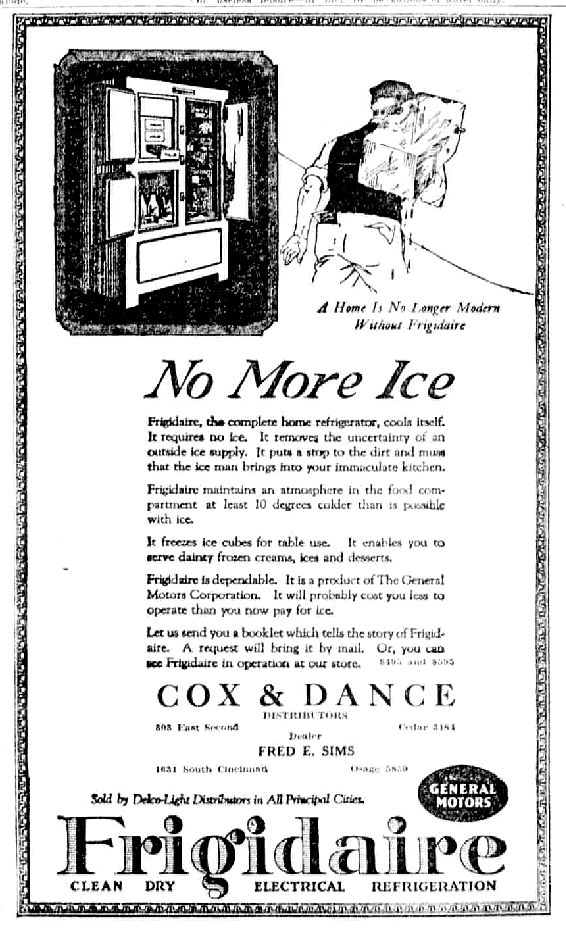 A Home Is No Longer Modern
Without Frigidaire
No More Ice
Frigidaire, the complete home refrigerator, cools itself.
It requires no ice. It removes the uncertainty of an
outside ice supply. It puts a stop to the dirt and muss
that the ice man brings into your immaculate kitchen.
Frigidaire maintains an atmosphere in the food com-
partment at least 10 degrees colder than is possible
with ice.
It freezes ice cubes for table use. It enables you to
serve dainty frozen creams, ices and desserts.
Frigidaire is dependable. It is a product of The General
Motors Corporation. It will probably cost you less to
operate than you now pay for ice.
Let us send you a booklet which tells the story of Frigid-
aire. A request will bring it by mail. Or, you can
see Frigidaire in operation at our store. and
COX & DANCE
DISTRIBUTORS
East Second Cedar
Dealer
FRED E. SIMS
1631 South Cincinnati Osage
Sold by Delco-Light Distributors in All Principal Cities.
GENERAL
MOTORS
Frigidaire
CLEAN DRY ELECTRICAL REFRIGERATION